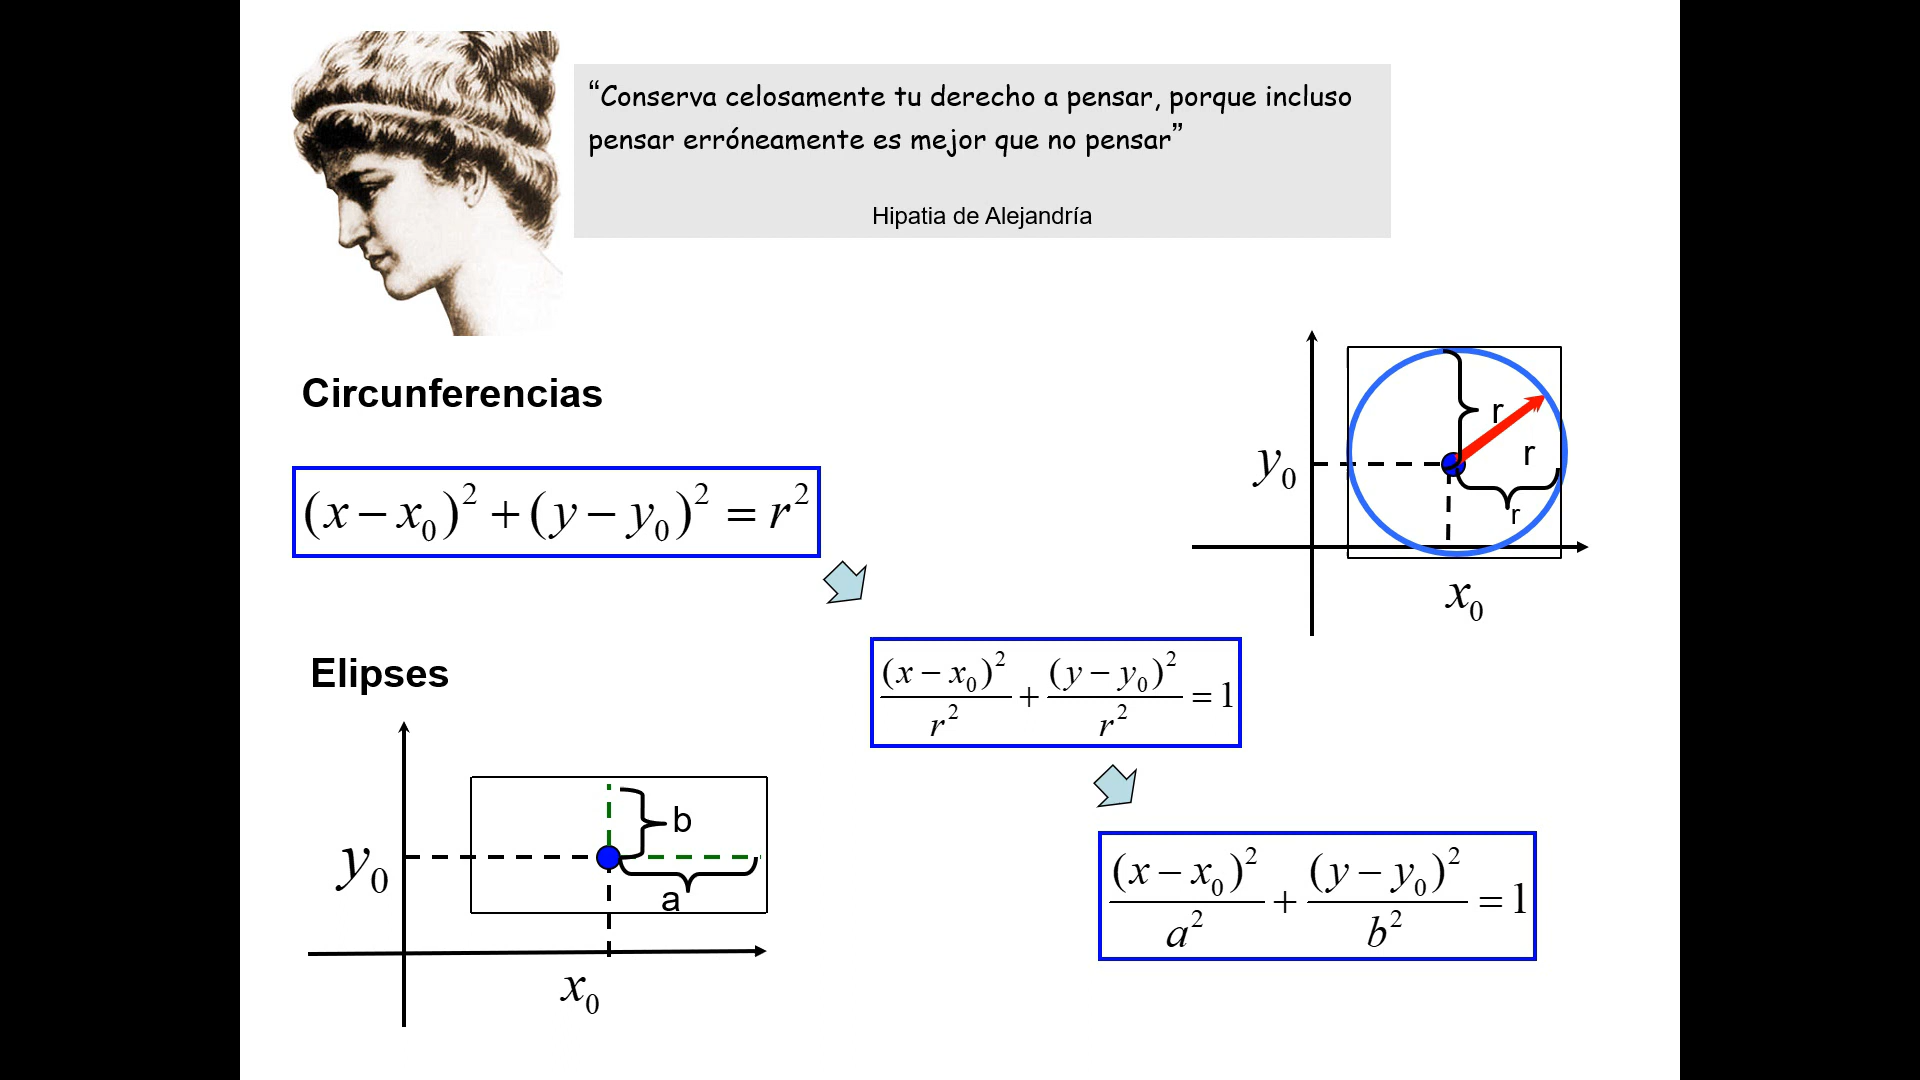 “Conserva celosamente tu derecho a pensar, porque incluso
pensar erróneamente es mejor que no pensar”
Hipatia de Alejandría
Circunferencias
(x − x₀)² + (y − y₀)² = r²
r
r
r
y₀
x₀
(x − x₀)²/r² + (y − y₀)²/r² = 1
Elipses
b
a
y₀
x₀
(x − x₀)²/a² + (y − y₀)²/b² = 1